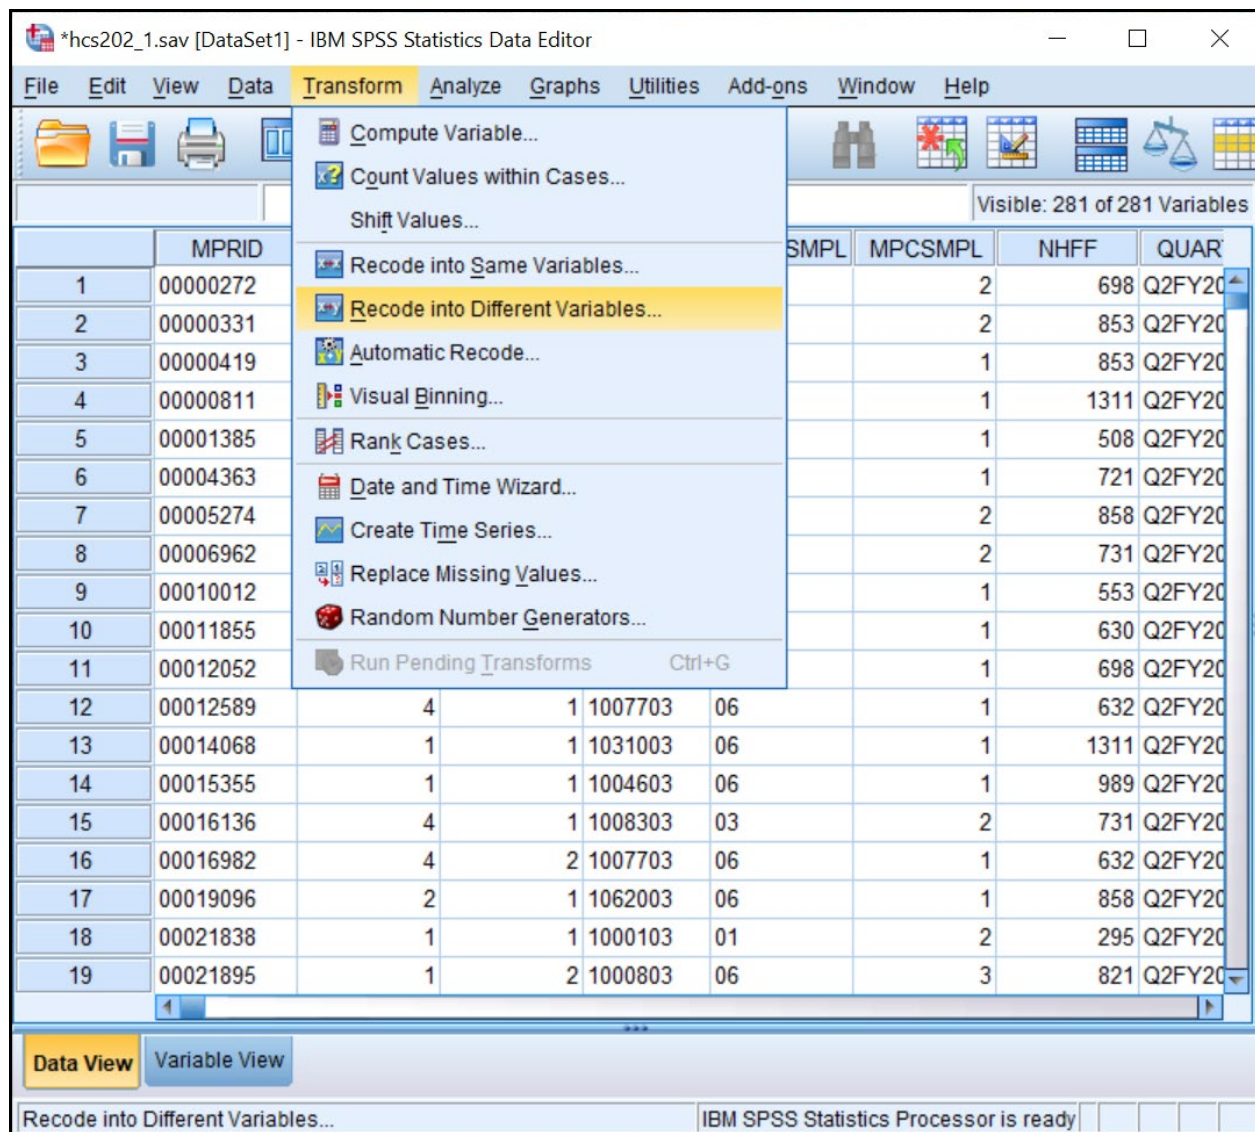 *hcs202_1.sav [DataSet1] - IBM SPSS Statistics Data Editor
File Edit View Data Transform Analyze Graphs Utilities Add-ons Window Help
Compute Variable...
Count Values within Cases...
Shift Values...
Recode into Same Variables...
Recode into Different Variables...
Automatic Recode...
Visual Binning...
Rank Cases...
Date and Time Wizard...
Create Time Series...
Replace Missing Values...
Random Number Generators...
Run Pending Transforms Ctrl+G
Visible: 281 of 281 Variables
MPRID SMPL MPCSMPL NHFF QUAR
1 00000272 2 698 Q2FY20
2 00000331 2 853 Q2FY20
3 00000419 1 853 Q2FY20
4 00000811 1 1311 Q2FY20
5 00001385 1 508 Q2FY20
6 00004363 1 721 Q2FY20
7 00005274 2 858 Q2FY20
8 00006962 2 731 Q2FY20
9 00010012 1 553 Q2FY20
10 00011855 1 630 Q2FY20
11 00012052 1 698 Q2FY20
12 00012589 4 1 1007703 06 1 632 Q2FY20
13 00014068 1 1 1031003 06 1 1311 Q2FY20
14 00015355 1 1 1004603 06 1 989 Q2FY20
15 00016136 4 1 1008303 03 2 731 Q2FY20
16 00016982 4 2 1007703 06 1 632 Q2FY20
17 00019096 2 1 1062003 06 1 858 Q2FY20
18 00021838 1 1 1000103 01 2 295 Q2FY20
19 00021895 1 2 1000803 06 3 821 Q2FY20
Data View Variable View
Recode into Different Variables... IBM SPSS Statistics Processor is ready